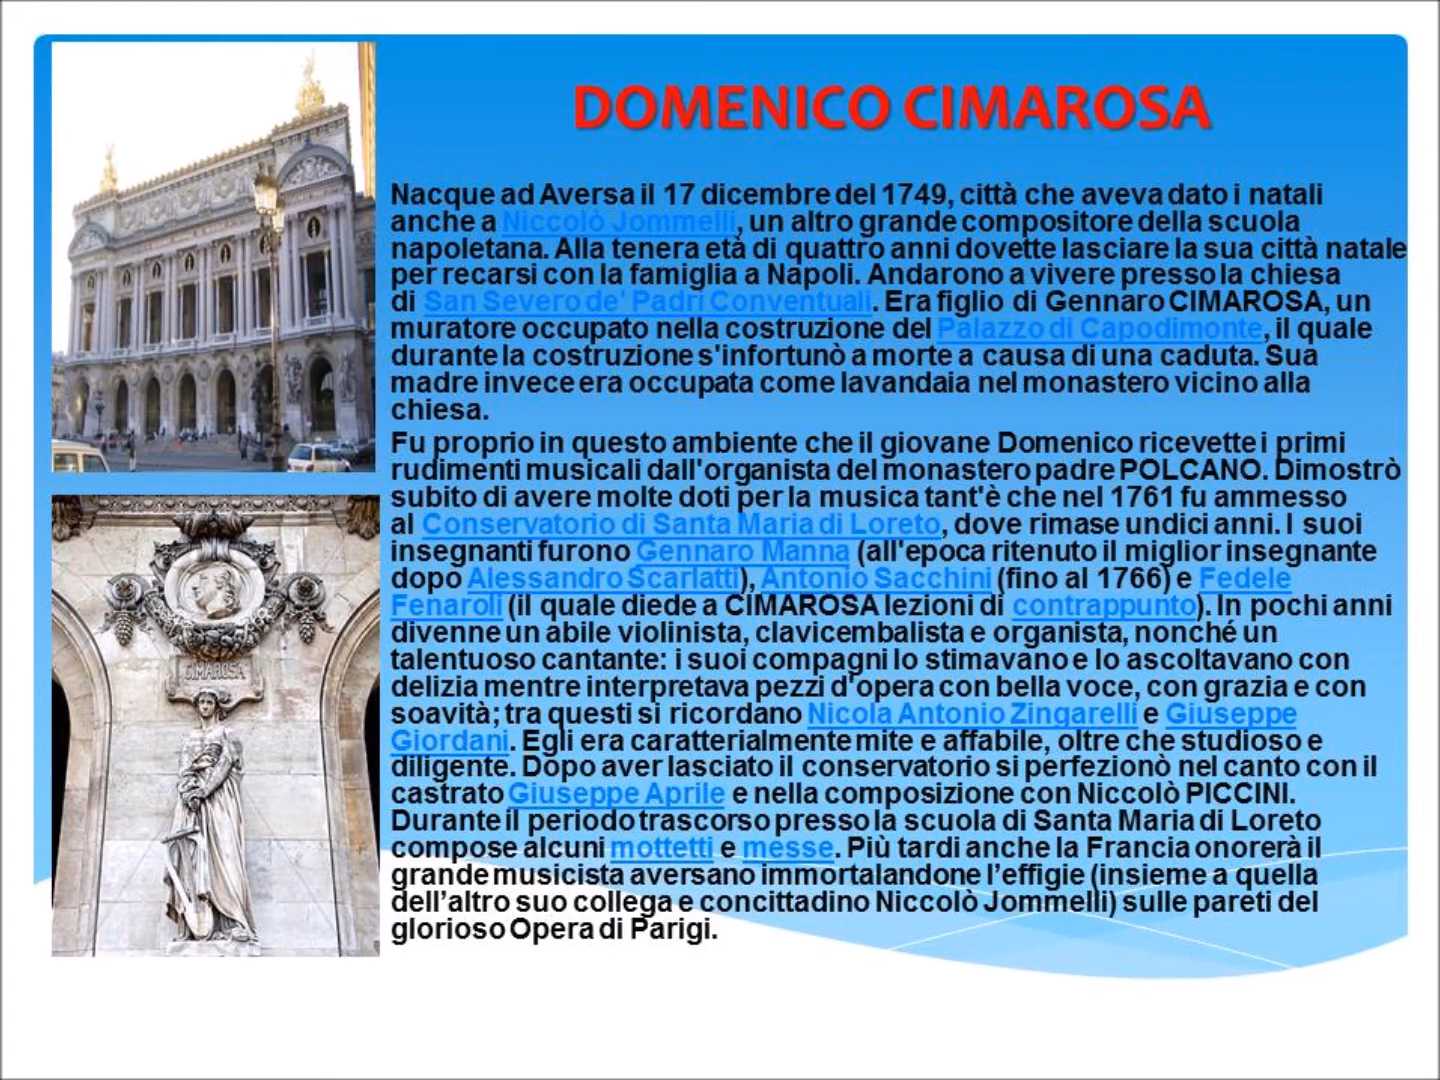 DOMENICO CIMAROSA
Nacque ad Aversa il 17 dicembre del 1749, città che aveva dato i natali
anche a Niccolò Jommelli, un altro grande compositore della scuola
napoletana. Alla tenera età di quattro anni dovette lasciare la sua città natale
per recarsi con la famiglia a Napoli. Andarono a vivere presso la chiesa
di San Severo de' Padri Conventuali. Era figlio di Gennaro CIMAROSA, un
muratore occupato nella costruzione del Palazzo di Capodimonte, il quale
durante la costruzione s'infortunò a morte a causa di una caduta. Sua
madre invece era occupata come lavandaia nel monastero vicino alla
chiesa.
Fu proprio in questo ambiente che il giovane Domenico ricevette i primi
rudimenti musicali dall'organista del monastero padre POLCANO. Dimostrò
subito di avere molte doti per la musica tant'è che nel 1761 fu ammesso
al Conservatorio di Santa Maria di Loreto, dove rimase undici anni. I suoi
insegnanti furono Gennaro Manna (all'epoca ritenuto il miglior insegnante
dopo Alessandro Scarlatti), Antonio Sacchini (fino al 1766) e Fedele
Fenaroli (il quale diede a CIMAROSA lezioni di contrappunto). In pochi anni
divenne un abile violinista, clavicembalista e organista, nonché un
talentuoso cantante: i suoi compagni lo stimavano e lo ascoltavano con
delizia mentre interpretava pezzi d'opera con bella voce, con grazia e con
soavità; tra questi si ricordano Nicola Antonio Zingarelli e Giuseppe
Giordani. Egli era caratterialmente mite e affabile, oltre che studioso e
diligente. Dopo aver lasciato il conservatorio si perfezionò nel canto con il
castrato Giuseppe Aprile e nella composizione con Niccolò PICCINI.
Durante il periodo trascorso presso la scuola di Santa Maria di Loreto
compose alcuni mottetti e messe. Più tardi anche la Francia onorerà il
grande musicista aversano immortalandone l’effigie (insieme a quella
dell’altro suo collega e concittadino Niccolò Jommelli) sulle pareti del
glorioso Opera di Parigi.
CIMAROSA